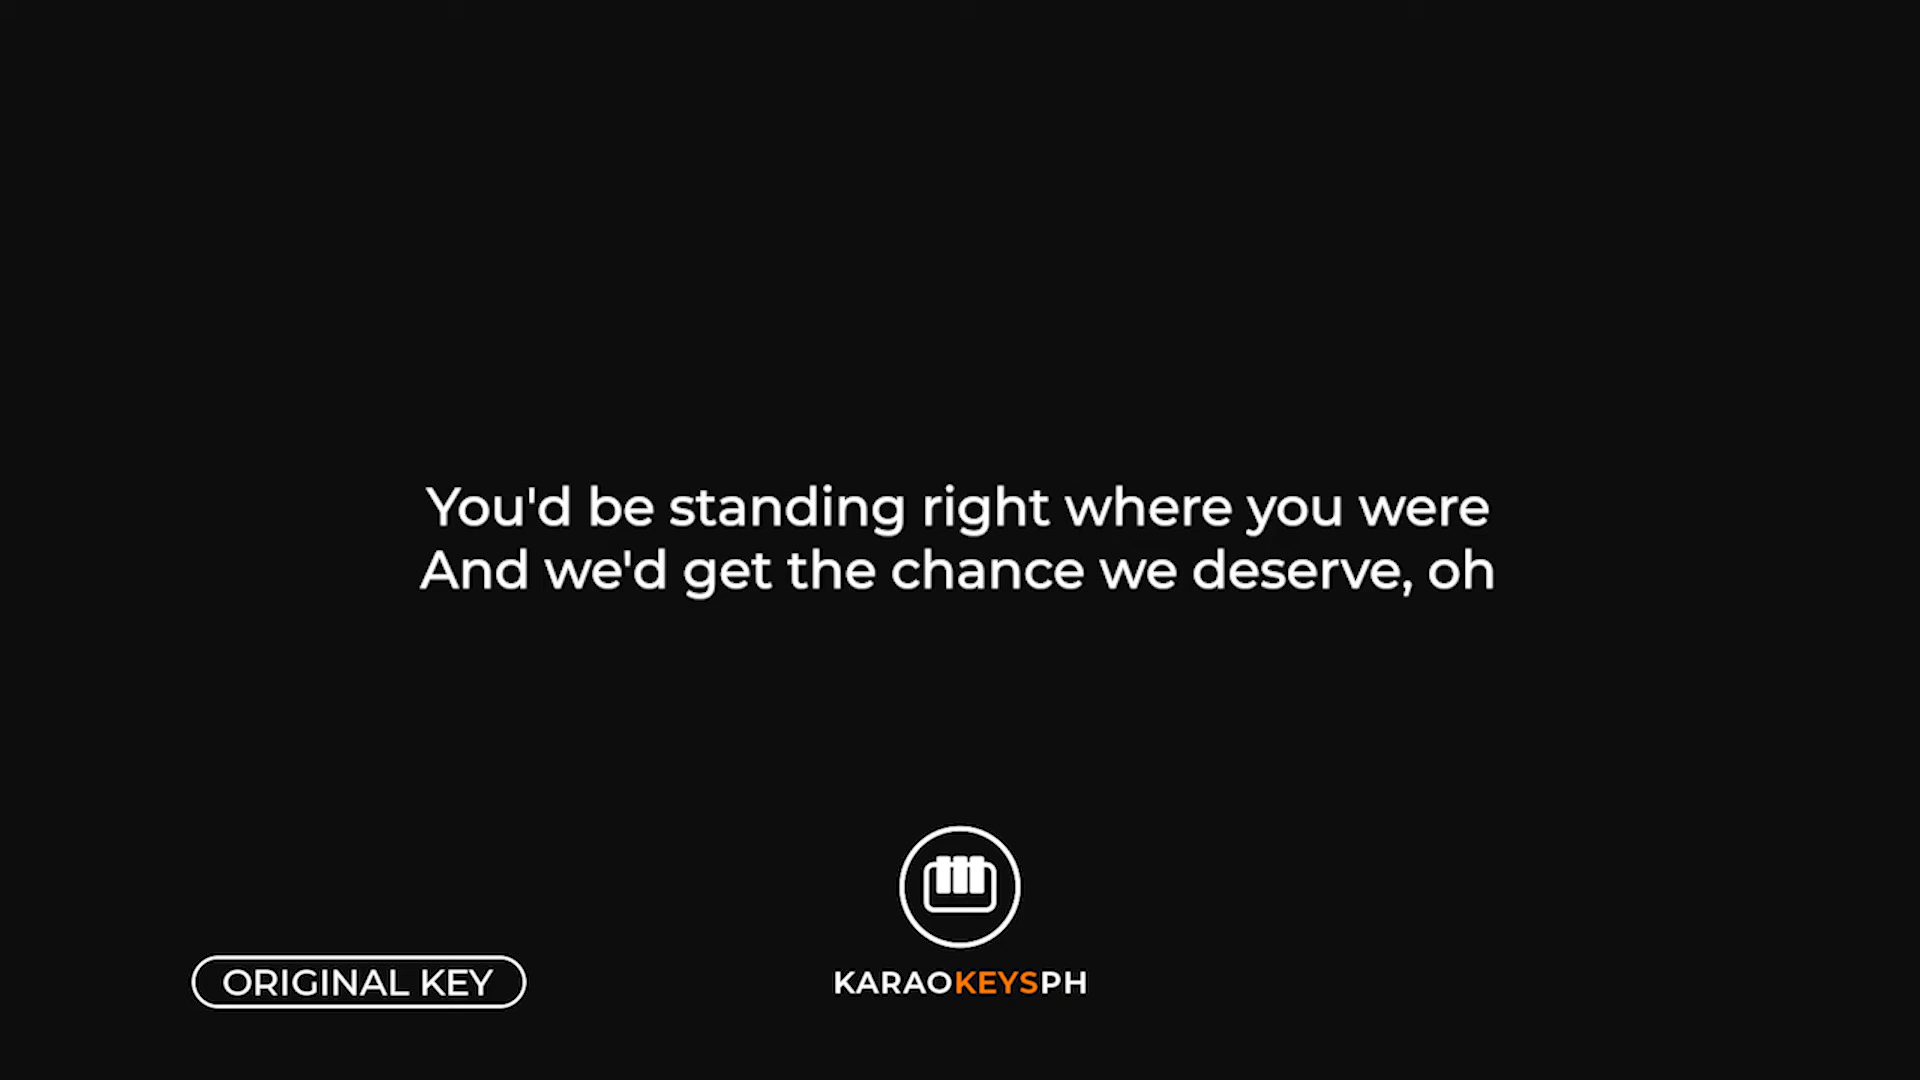 You'd be standing right where you were
And we'd get the chance we deserve, oh
ORIGINAL KEY
KARAOKEYSPH